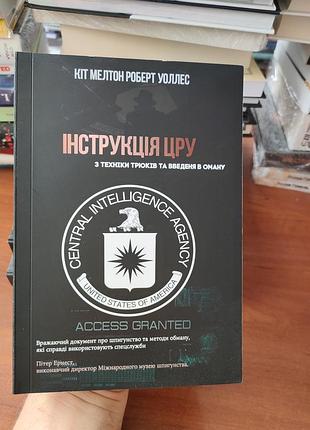 КІТ МЕЛТОН РОБЕРТ УОЛЛЕС
ІНСТРУКЦІЯ ЦРУ
З ТЕХНІКИ ТРЮКІВ ТА ВВЕДЕНЯ В ОМАНУ
CENTRAL INTELLIGENCE AGENCY
UNITED STATES OF AMERICA
ACCESS GRANTED
Вражаючий документ про шпигунство та методи обману,
які справді використовують спецслужби
Пітер Ернест,
виконавчий директор Міжнародного музею шпигунства.